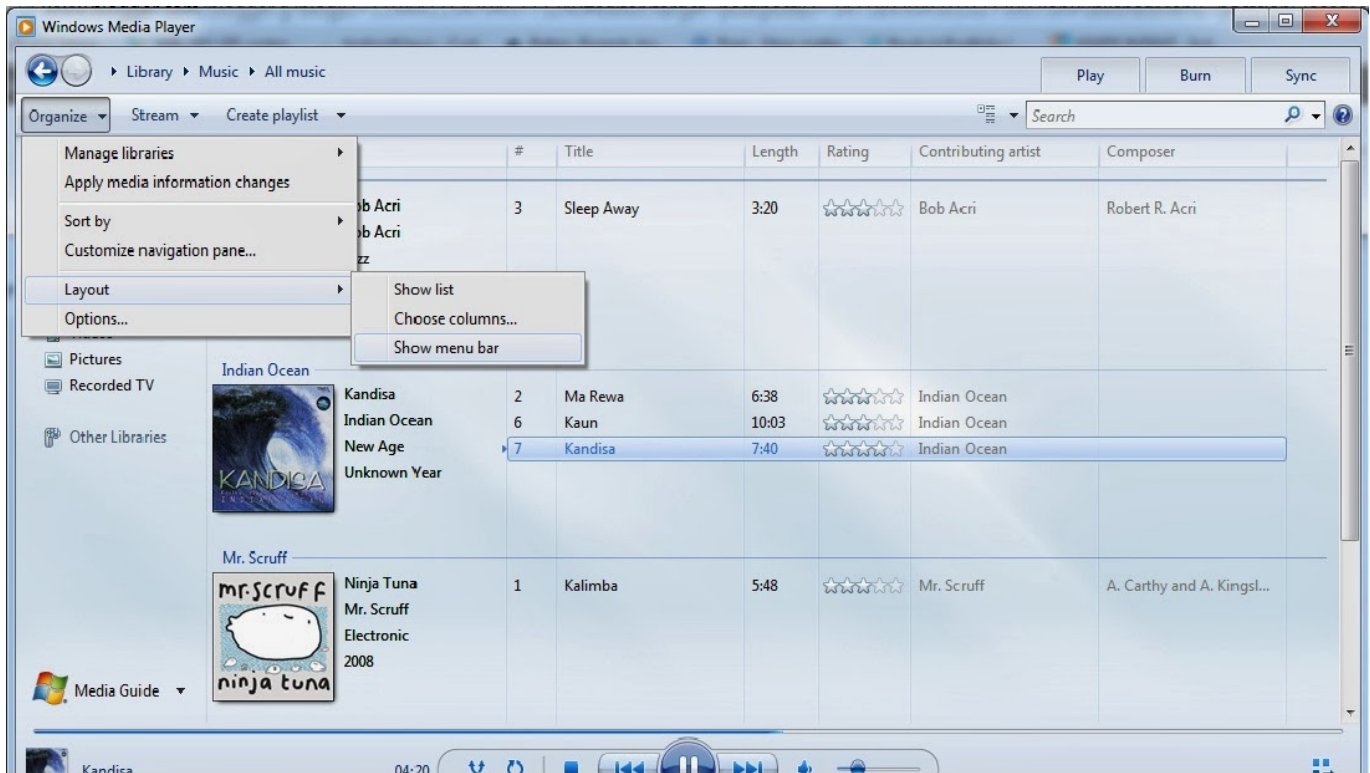 Windows Media Player
Library Music All music
Play Burn Sync
Organize Stream Create playlist Search
Manage libraries
Apply media information changes
Sort by
Customize navigation pane...
Layout
Options...
Show list
Choose columns...
Show menu bar
# Title Length Rating Contributing artist Composer
Acri 3 Sleep Away 3:20 Bob Acri Robert R. Acri
Acri
Pictures
Recorded TV
Other Libraries
Indian Ocean
Kandisa 2 Ma Rewa 6:38 Indian Ocean
Indian Ocean 6 Kaun 10:03 Indian Ocean
New Age 7 Kandisa 7:40 Indian Ocean
Unknown Year
KANDISA
Mr. Scruff
Ninja Tuna 1 Kalimba 5:48 Mr. Scruff A. Carthy and A. Kingsl...
Mr. Scruff
Electronic
2008
mr.scruff
ninja tuna
Media Guide
Kandisa 04:20